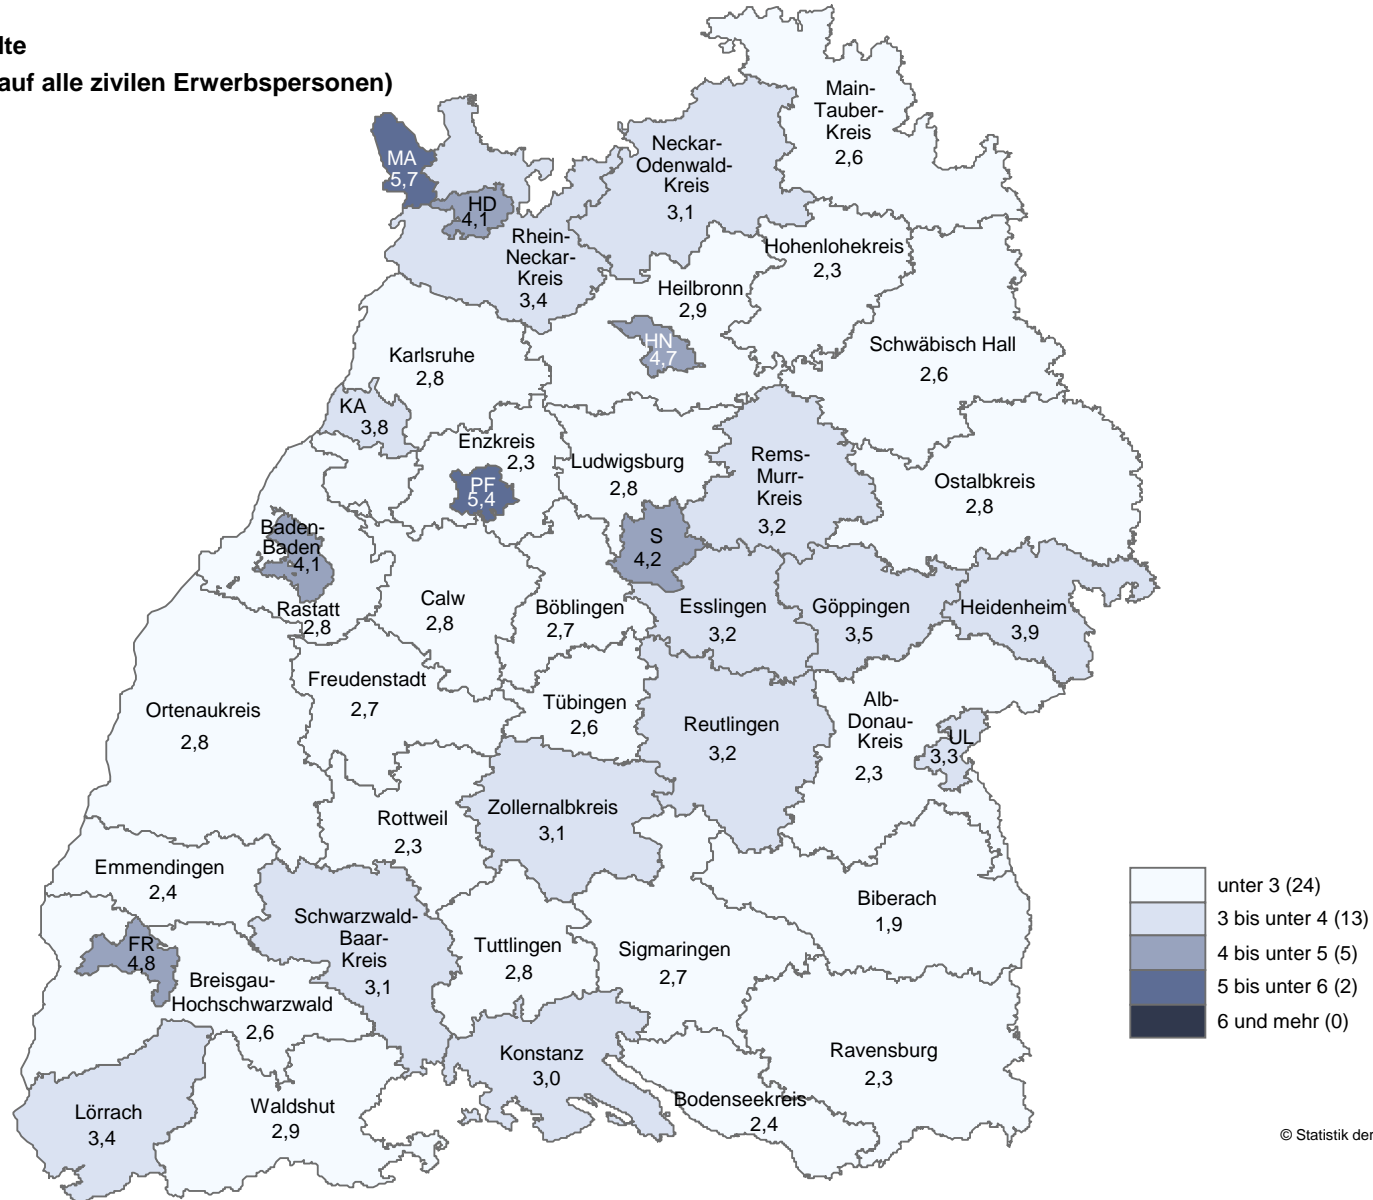 lte
auf alle zivilen Erwerbspersonen)
Main-
Tauber-
Kreis
2,6
MA
5,7
Neckar-
Odenwald-
Kreis
3,1
HD
4,1
Rhein-
Neckar-
Kreis
3,4
Hohenlohekreis
2,3
Heilbronn
2,9
HN
4,7
Schwäbisch Hall
2,6
Karlsruhe
2,8
KA
3,8
Enzkreis
2,3
PF
5,4
Ludwigsburg
2,8
Rems-
Murr-
Kreis
3,2
Ostalbkreis
2,8
Baden-
Baden
4,1
Rastatt
2,8
S
4,2
Calw
2,8
Böblingen
2,7
Esslingen
3,2
Göppingen
3,5
Heidenheim
3,9
Freudenstadt
2,7
Ortenaukreis
2,8
Tübingen
2,6
Reutlingen
3,2
Alb-
Donau-
Kreis
2,3
UL
3,3
Rottweil
2,3
Zollernalbkreis
3,1
Emmendingen
2,4
Biberach
1,9
FR
4,8
Schwarzwald-
Baar-
Kreis
3,1
Tuttlingen
2,8
Sigmaringen
2,7
Breisgau-
Hochschwarzwald
2,6
Konstanz
3,0
Ravensburg
2,3
Bodenseekreis
2,4
Lörrach
3,4
Waldshut
2,9
unter 3 (24)
3 bis unter 4 (13)
4 bis unter 5 (5)
5 bis unter 6 (2)
6 und mehr (0)
© Statistik der